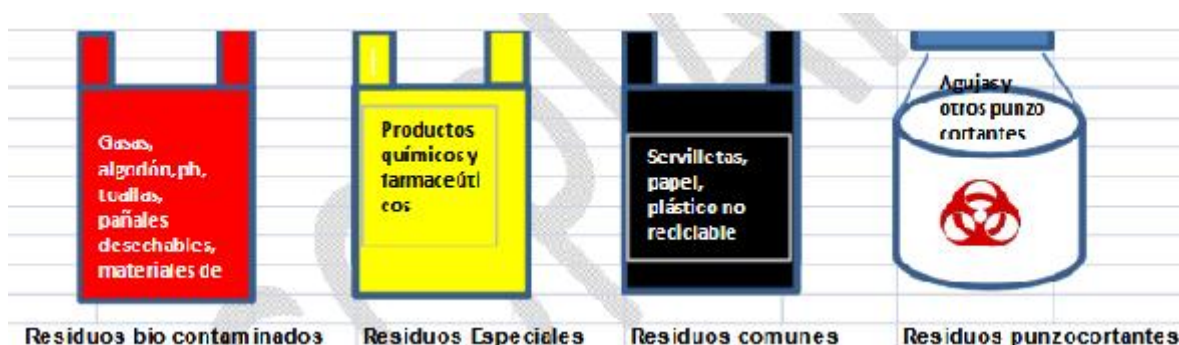 Gasas,
algodón, ph,
toallas,
pañales
desechables,
materiales de
Productos
químicos y
farmaceúti
cos
Servilletas,
papel,
plástico no
reciclable
Agujas y
otros punzo
cortantes
Residuos bio contaminados
Residuos Especiales
Residuos comunes
Residuos punzocortantes